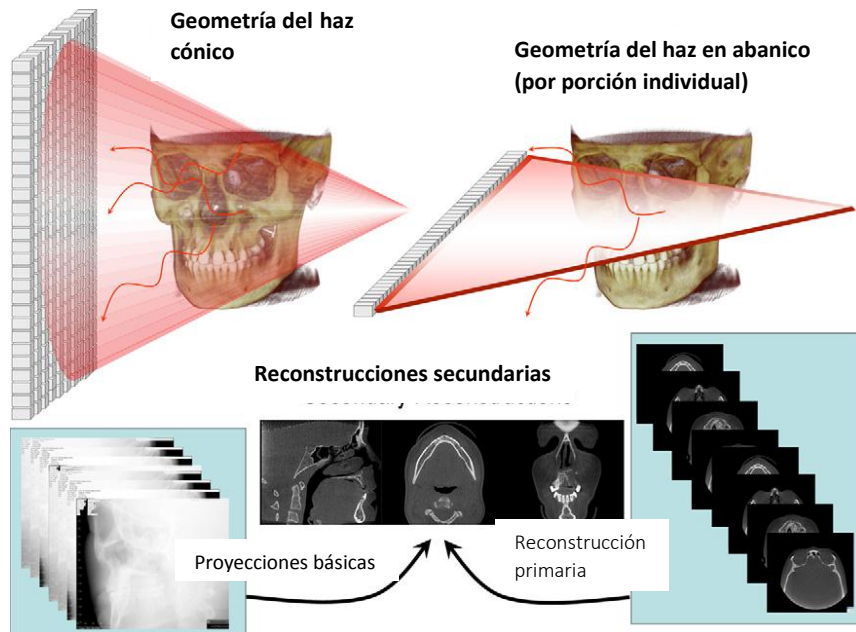 Geometría del haz
cónico
Geometría del haz en abanico
(por porción individual)
Reconstrucciones secundarias
Proyecciones básicas
Reconstrucción
primaria